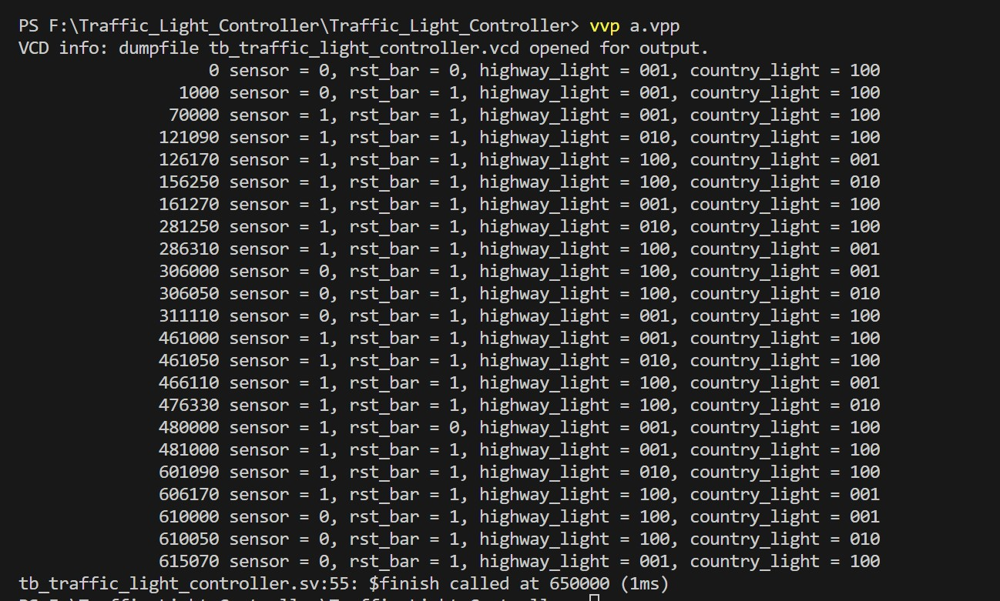 PS F:\Traffic_Light_Controller\Traffic_Light_Controller> vvp a.vpp
VCD info: dumpfile tb_traffic_light_controller.vcd opened for output.
0 sensor = 0, rst_bar = 0, highway_light = 001, country_light = 100
1000 sensor = 0, rst_bar = 1, highway_light = 001, country_light = 100
70000 sensor = 1, rst_bar = 1, highway_light = 001, country_light = 100
121090 sensor = 1, rst_bar = 1, highway_light = 010, country_light = 100
126170 sensor = 1, rst_bar = 1, highway_light = 100, country_light = 001
156250 sensor = 1, rst_bar = 1, highway_light = 100, country_light = 010
161270 sensor = 1, rst_bar = 1, highway_light = 001, country_light = 100
281250 sensor = 1, rst_bar = 1, highway_light = 010, country_light = 100
286310 sensor = 1, rst_bar = 1, highway_light = 100, country_light = 001
306000 sensor = 0, rst_bar = 1, highway_light = 100, country_light = 001
306050 sensor = 0, rst_bar = 1, highway_light = 100, country_light = 010
311110 sensor = 0, rst_bar = 1, highway_light = 001, country_light = 100
461000 sensor = 1, rst_bar = 1, highway_light = 001, country_light = 100
461050 sensor = 1, rst_bar = 1, highway_light = 010, country_light = 100
466110 sensor = 1, rst_bar = 1, highway_light = 100, country_light = 001
476330 sensor = 1, rst_bar = 1, highway_light = 100, country_light = 010
480000 sensor = 1, rst_bar = 0, highway_light = 001, country_light = 100
481000 sensor = 1, rst_bar = 1, highway_light = 001, country_light = 100
601090 sensor = 1, rst_bar = 1, highway_light = 010, country_light = 100
606170 sensor = 1, rst_bar = 1, highway_light = 100, country_light = 001
610000 sensor = 0, rst_bar = 1, highway_light = 100, country_light = 001
610050 sensor = 0, rst_bar = 1, highway_light = 100, country_light = 010
615070 sensor = 0, rst_bar = 1, highway_light = 001, country_light = 100
tb_traffic_light_controller.sv:55: $finish called at 650000 (1ms)